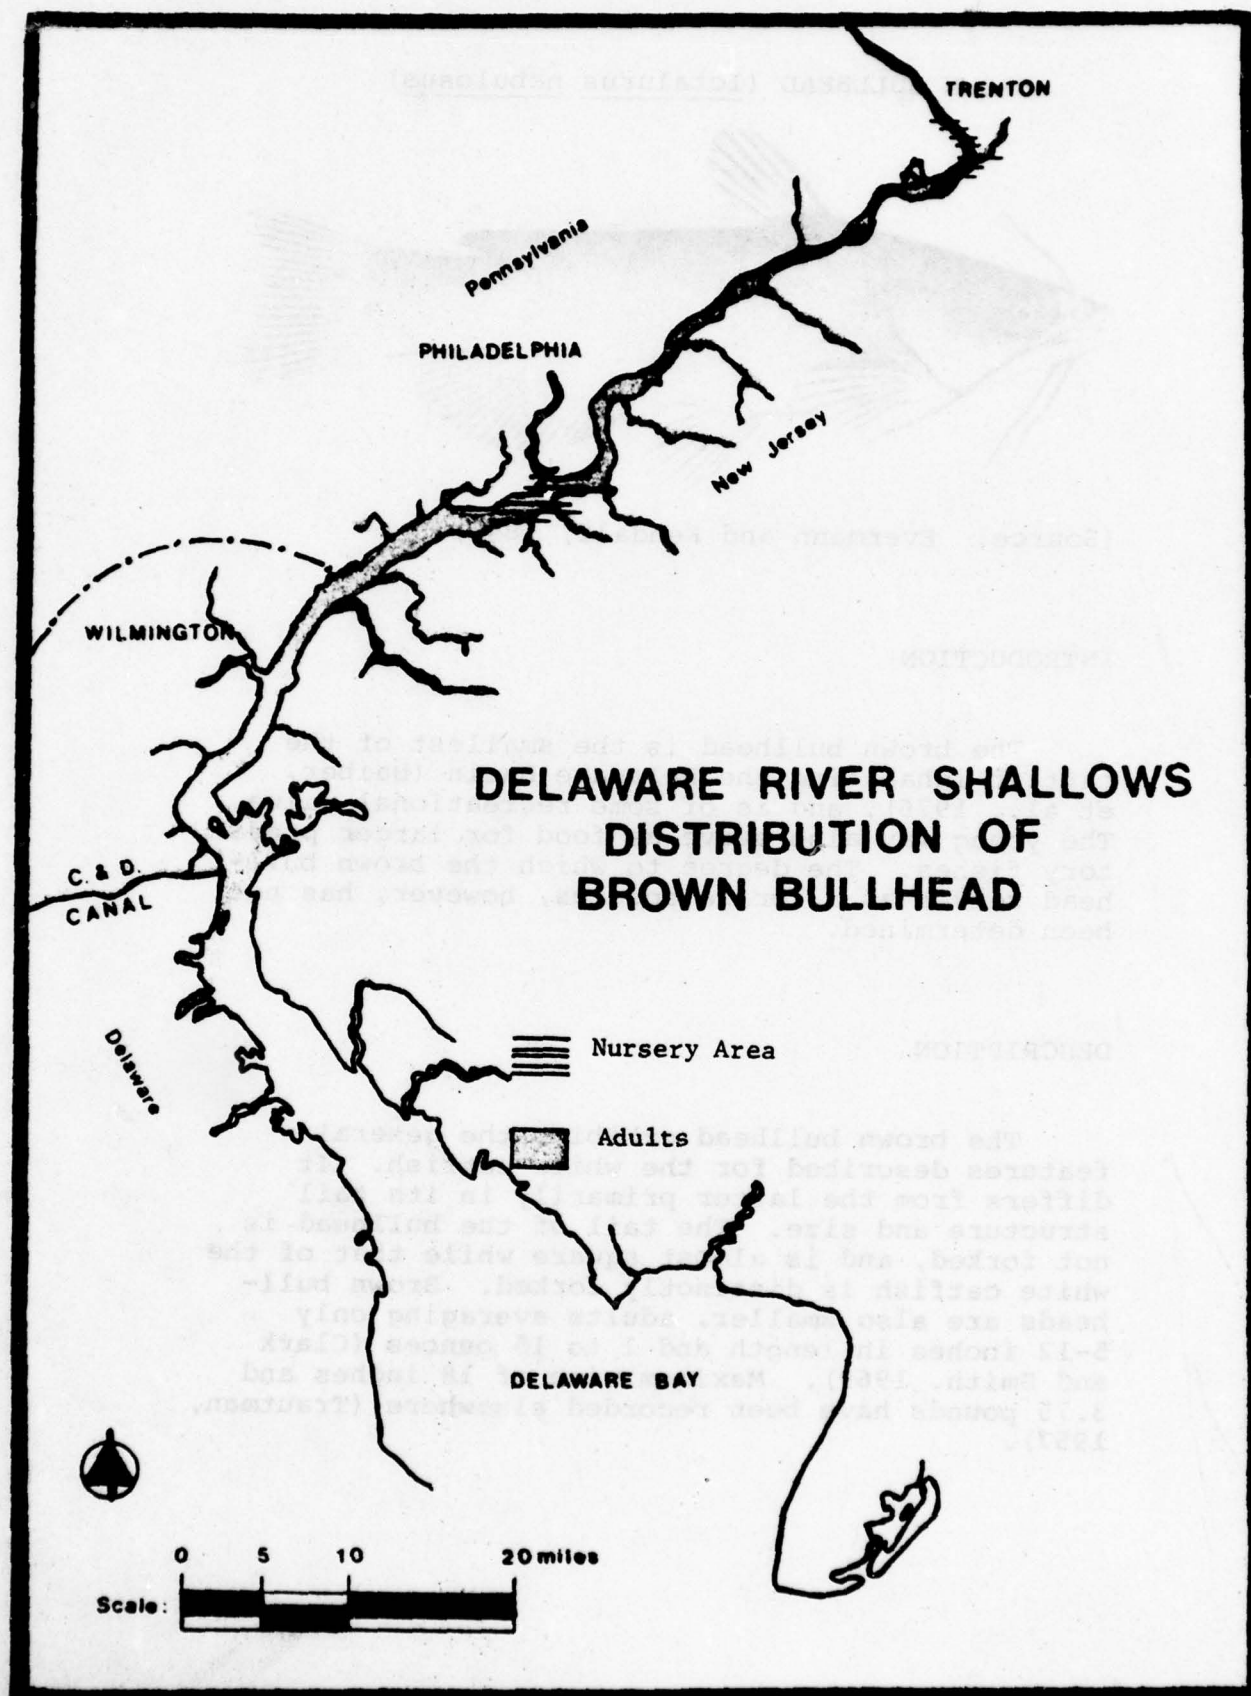 TRENTON
Pennsylvania
PHILADELPHIA
New Jersey
WILMINGTON
DELAWARE RIVER SHALLOWS
DISTRIBUTION OF
BROWN BULLHEAD
C. & D.
CANAL
Delaware
Nursery Area
Adults
DELAWARE BAY
0 5 10 20 miles
Scale: